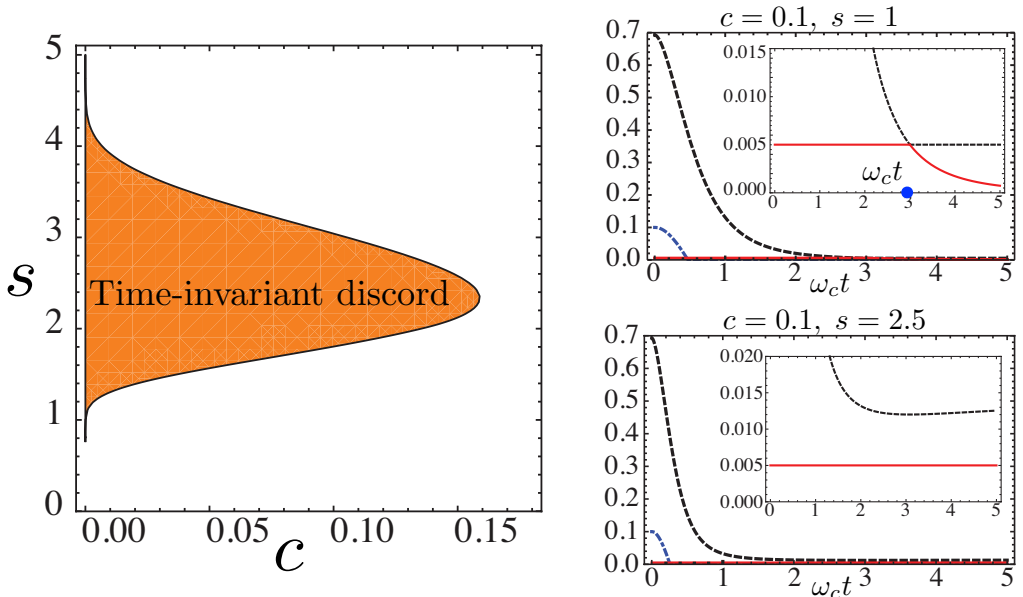 5
4
3
2
1
0
s
Time-invariant discord
0.00
0.05
0.10
0.15
c
c = 0.1, s = 1
0.7
0.6
0.5
0.4
0.3
0.2
0.1
0.0
0.015
0.010
0.005
0.000
ω_c t
0 1 2 3 4 5
0 1 2 3 4 5
ω_c t
c = 0.1, s = 2.5
0.7
0.6
0.5
0.4
0.3
0.2
0.1
0.0
0.020
0.015
0.010
0.005
0.000
0 1 2 3 4 5
0 1 2 3 4 5
ω_c t